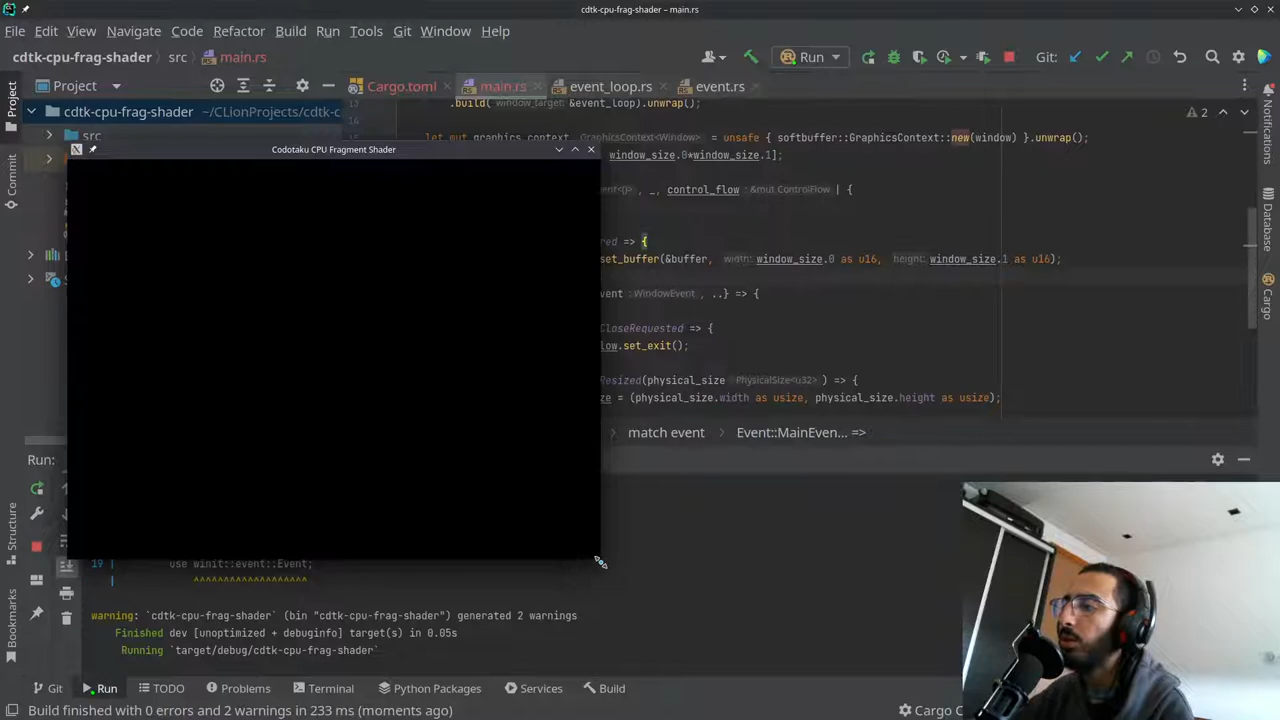 cdtk-cpu-frag-shader – main.rs
File Edit View Navigate Code Refactor Build Run Tools Git Window Help
cdtk-cpu-frag-shader src main.rs Run Git:
Project Cargo.toml main.rs event_loop.rs event.rs
Project
cdtk-cpu-frag-shader ~/CLionProjects/cdtk-c
src
13
.build( window_target: &event_loop).unwrap();
14
2
let mut graphics_context : GraphicsContext<Window> = unsafe { softbuffer::GraphicsContext::new(window) }.unwrap();
Codotaku CPU Fragment Shader
window_size.0*window_size.1];
, _, control_flow : &mut ControlFlow | {
=> {
set_buffer(&buffer, width: window_size.0 as u16, height: window_size.1 as u16);
: WindowEvent , ..} => {
CloseRequested => {
.set_exit();
Resized(physical_size : PhysicalSize<u32> ) => {
= (physical_size.width as usize, physical_size.height as usize);
match event Event::MainEven... =>
Run:
19 | use winit::event::Event;
| ^^^^^^^^^^^^^^^^^^^
warning: `cdtk-cpu-frag-shader` (bin "cdtk-cpu-frag-shader") generated 2 warnings
Finished dev [unoptimized + debuginfo] target(s) in 0.05s
Running `target/debug/cdtk-cpu-frag-shader`
Commit
Structure
Bookmarks
Notifications
Database
Cargo
Git Run TODO Problems Terminal Python Packages Services Build
Build finished with 0 errors and 2 warnings in 233 ms (moments ago)
Cargo C